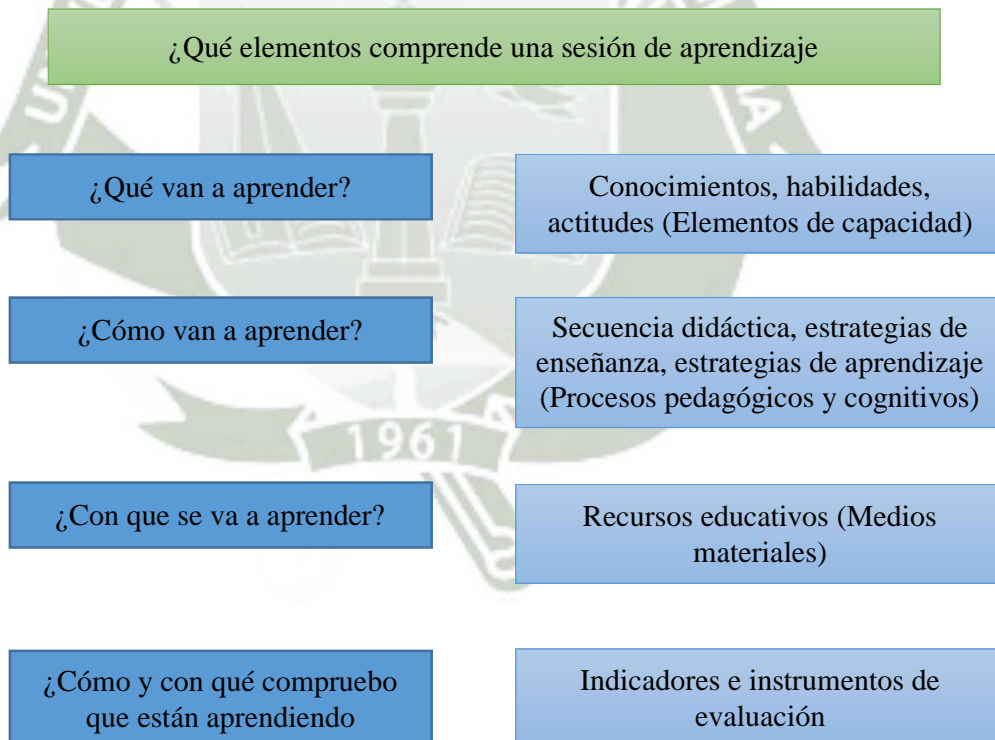 ¿Qué elementos comprende una sesión de aprendizaje
¿Qué van a aprender?
Conocimientos, habilidades,
actitudes (Elementos de capacidad)
¿Cómo van a aprender?
Secuencia didáctica, estrategias de
enseñanza, estrategias de aprendizaje
(Procesos pedagógicos y cognitivos)
1961
¿Con que se va a aprender?
Recursos educativos (Medios
materiales)
¿Cómo y con qué compruebo
que están aprendiendo
Indicadores e instrumentos de
evaluación